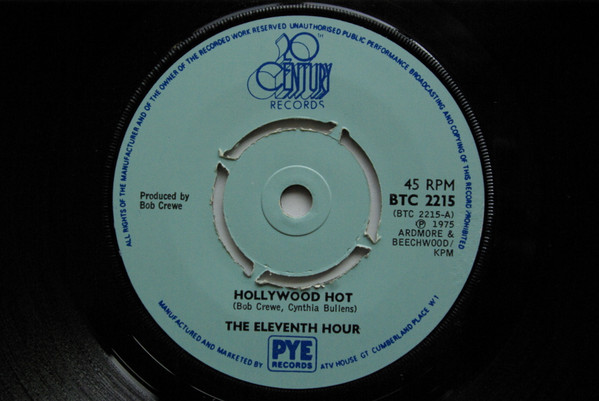 ALL RIGHTS OF THE MANUFACTURER AND OF THE OWNER OF THE RECORDED WORK RESERVED UNAUTHORISED PUBLIC PERFORMANCE BROADCASTING AND COPYING OF THIS RECORD PROHIBITED
20TH
CENTURY
RECORDS
Produced by
Bob Crewe
45 RPM
BTC 2215
(BTC 2215-A)
Ⓟ 1975
ARDMORE &
BEECHWOOD/
KPM
HOLLYWOOD HOT
(Bob Crewe, Cynthia Bullens)
THE ELEVENTH HOUR
PYE
RECORDS
MANUFACTURED AND MARKETED BY ATV HOUSE GT CUMBERLAND PLACE W1